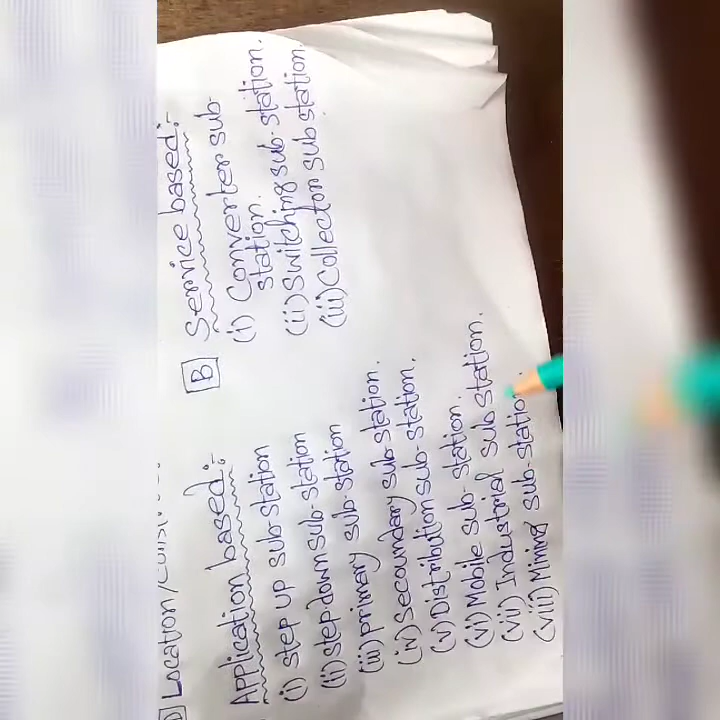 D Location/
Application based:-
(i) step up sub station
(ii) step down sub-station
(iii) primary sub-station
(iv) Secoundary sub-station.
(v) Distribution sub-station.
(vi) Mobile sub-station.
(vii) Industrial sub station.
(viii) Mining sub-station.
B Service based:-
(i) Converter sub-
station.
(ii) Switching sub-station.
(iii) Collector sub station.